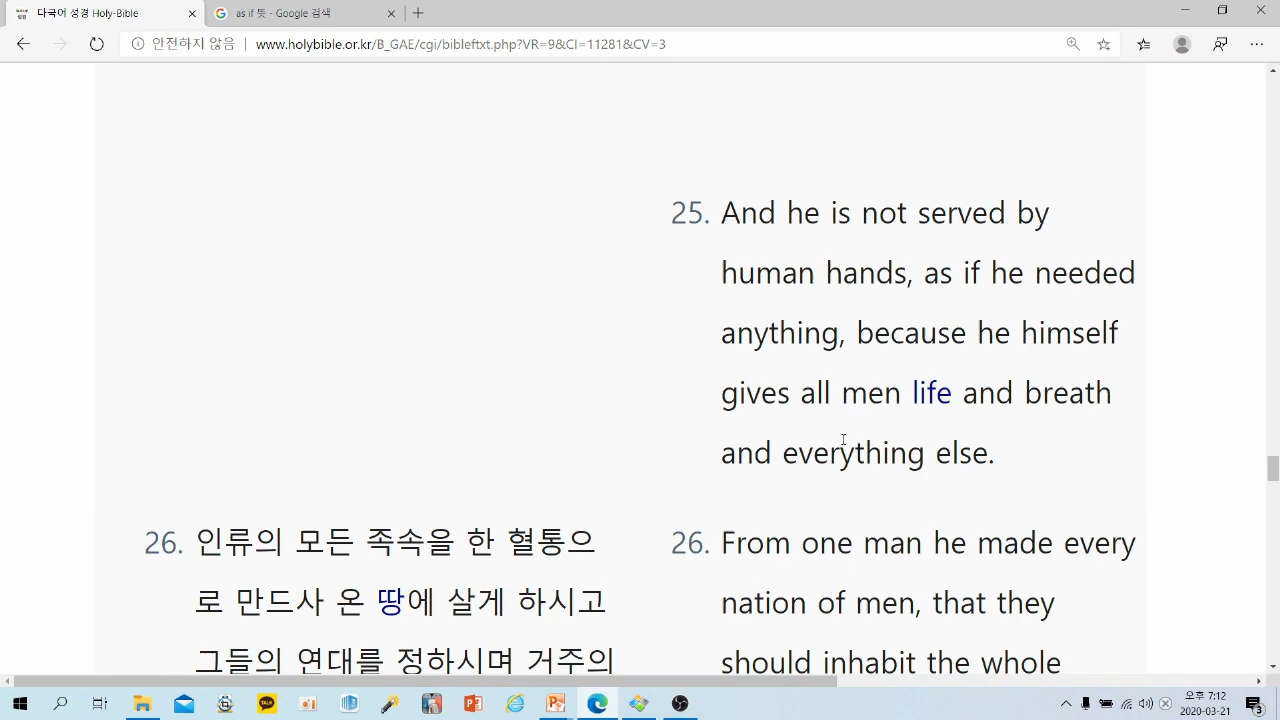 다국어 성경 Holy-Bible
as if 뜻 - Google 검색
안전하지 않음 | www.holybible.or.kr/B_GAE/cgi/bibleftxt.php?VR=9&CI=11281&CV=3
25. And he is not served by
human hands, as if he needed
anything, because he himself
gives all men life and breath
and everything else.
26. 인류의 모든 족속을 한 혈통으
로 만드사 온 땅에 살게 하시고
그들의 연대를 정하시며 거주의
26. From one man he made every
nation of men, that they
should inhabit the whole
TALK
오후 7:12
2020-03-21
3